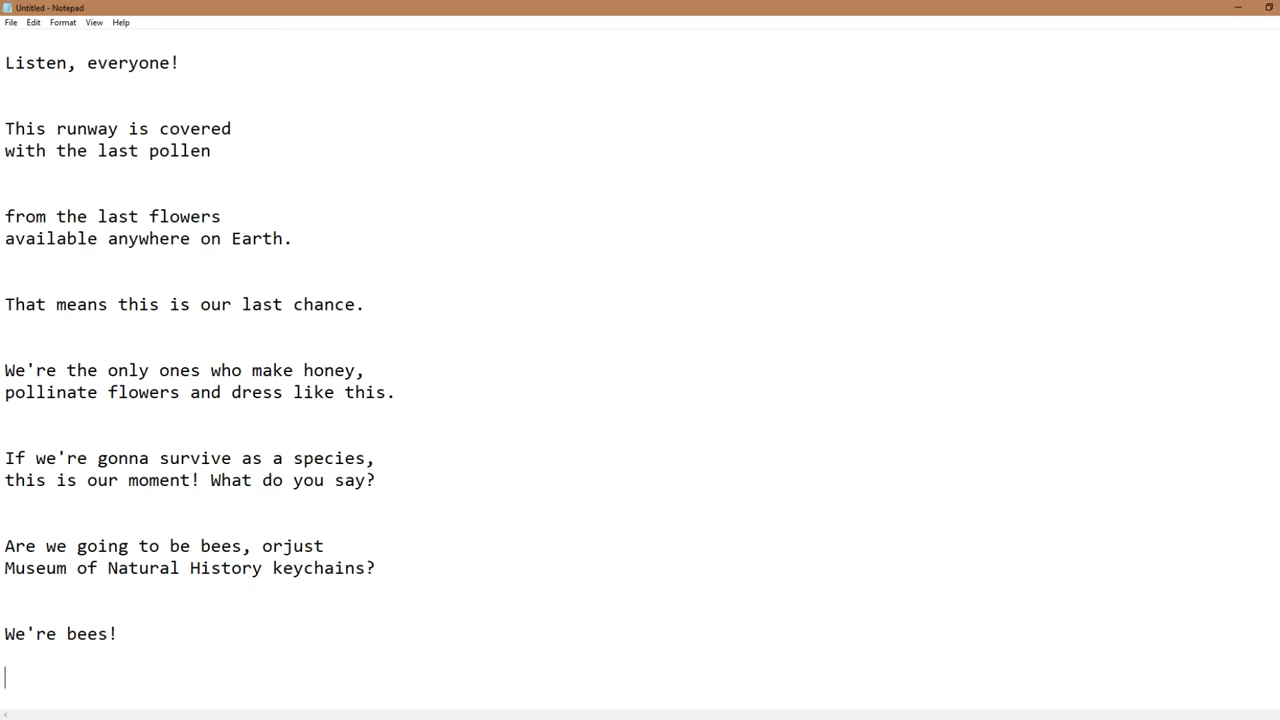 Untitled - Notepad
File Edit Format View Help
Listen, everyone!
This runway is covered
with the last pollen
from the last flowers
available anywhere on Earth.
That means this is our last chance.
We're the only ones who make honey,
pollinate flowers and dress like this.
If we're gonna survive as a species,
this is our moment! What do you say?
Are we going to be bees, orjust
Museum of Natural History keychains?
We're bees!